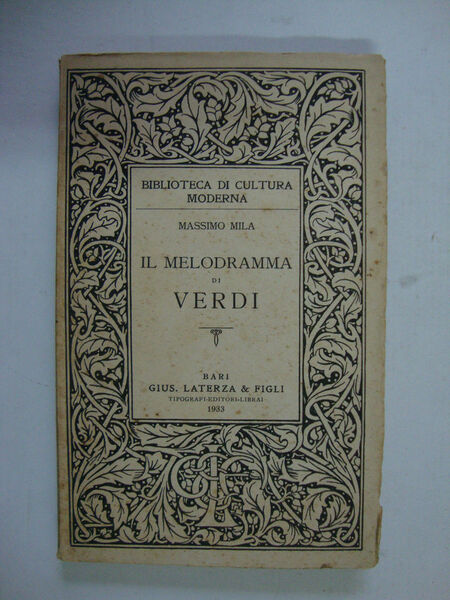 BIBLIOTECA DI CULTURA
MODERNA
MASSIMO MILA
IL MELODRAMMA
DI
VERDI
BARI
GIUS. LATERZA & FIGLI
TIPOGRAFI-EDITORI-LIBRAI
1933